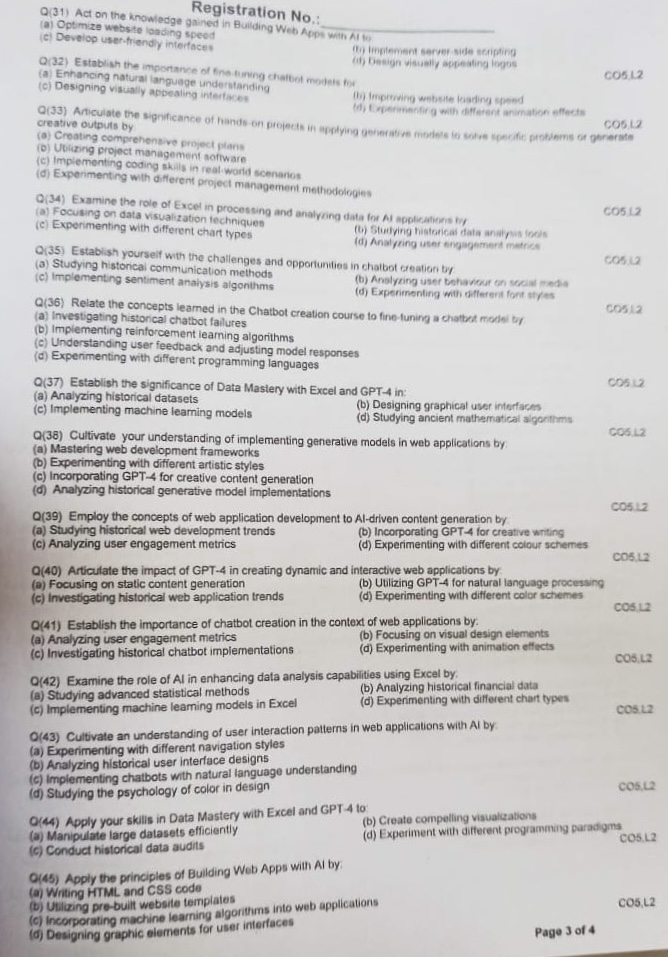 Registration No.:
Q(31) Act on the knowledge gained in Building Web Apps with AI to
(a) Optimize website loading speed
(b) Implement server-side scripting
(c) Develop user-friendly interfaces
(d) Design visually appealing logos
CO5,L2
Q(32) Establish the importance of fine-tuning chatbot models for
(a) Enhancing natural language understanding
(b) Improving website loading speed
(c) Designing visually appealing interfaces
(d) Experimenting with different animation effects
CO5,L2
Q(33) Articulate the significance of hands-on projects in applying generative models to solve specific problems or generate
creative outputs by
(a) Creating comprehensive project plans
(b) Utilizing project management software
(c) Implementing coding skills in real-world scenarios
(d) Experimenting with different project management methodologies
CO5,L2
Q(34) Examine the role of Excel in processing and analyzing data for AI applications by
(a) Focusing on data visualization techniques
(b) Studying historical data analysis tools
(c) Experimenting with different chart types
(d) Analyzing user engagement metrics
CO5,L2
Q(35) Establish yourself with the challenges and opportunities in chatbot creation by
(a) Studying historical communication methods
(b) Analyzing user behaviour on social media
(c) Implementing sentiment analysis algorithms
(d) Experimenting with different font styles
CO5,L2
Q(36) Relate the concepts learned in the Chatbot creation course to fine-tuning a chatbot model by
(a) Investigating historical chatbot failures
(b) Implementing reinforcement learning algorithms
(c) Understanding user feedback and adjusting model responses
(d) Experimenting with different programming languages
CO5,L2
Q(37) Establish the significance of Data Mastery with Excel and GPT-4 in:
(a) Analyzing historical datasets
(b) Designing graphical user interfaces
(c) Implementing machine learning models
(d) Studying ancient mathematical algorithms
CO5,L2
Q(38) Cultivate your understanding of implementing generative models in web applications by
(a) Mastering web development frameworks
(b) Experimenting with different artistic styles
(c) Incorporating GPT-4 for creative content generation
(d) Analyzing historical generative model implementations
CO5,L2
Q(39) Employ the concepts of web application development to AI-driven content generation by
(a) Studying historical web development trends
(b) Incorporating GPT-4 for creative writing
(c) Analyzing user engagement metrics
(d) Experimenting with different colour schemes
CO5,L2
Q(40) Articulate the impact of GPT-4 in creating dynamic and interactive web applications by:
(a) Focusing on static content generation
(b) Utilizing GPT-4 for natural language processing
(c) Investigating historical web application trends
(d) Experimenting with different color schemes
CO5,L2
Q(41) Establish the importance of chatbot creation in the context of web applications by:
(a) Analyzing user engagement metrics
(b) Focusing on visual design elements
(c) Investigating historical chatbot implementations
(d) Experimenting with animation effects
CO5,L2
Q(42) Examine the role of AI in enhancing data analysis capabilities using Excel by:
(a) Studying advanced statistical methods
(b) Analyzing historical financial data
(c) Implementing machine learning models in Excel
(d) Experimenting with different chart types
CO5,L2
Q(43) Cultivate an understanding of user interaction patterns in web applications with AI by:
(a) Experimenting with different navigation styles
(b) Analyzing historical user interface designs
(c) Implementing chatbots with natural language understanding
(d) Studying the psychology of color in design
CO5,L2
Q(44) Apply your skills in Data Mastery with Excel and GPT-4 to:
(a) Manipulate large datasets efficiently
(b) Create compelling visualizations
(c) Conduct historical data audits
(d) Experiment with different programming paradigms
CO5,L2
Q(45) Apply the principles of Building Web Apps with AI by:
(a) Writing HTML and CSS code
(b) Utilizing pre-built website templates
(c) Incorporating machine learning algorithms into web applications
(d) Designing graphic elements for user interfaces
CO5,L2
Page 3 of 4